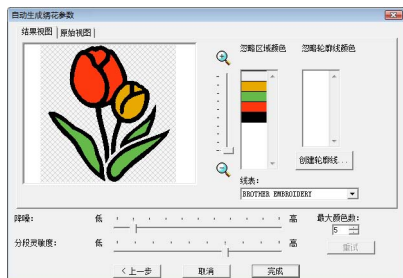 自动生成绣花参数
结果视图 原始视图
忽略区域颜色 忽略轮廓线颜色
创建轮廓线...
线表:
BROTHER EMBROIDERY
降噪: 低 高 最大颜色数:
5
分段灵敏度: 低 高 重试
<上一步 取消 完成